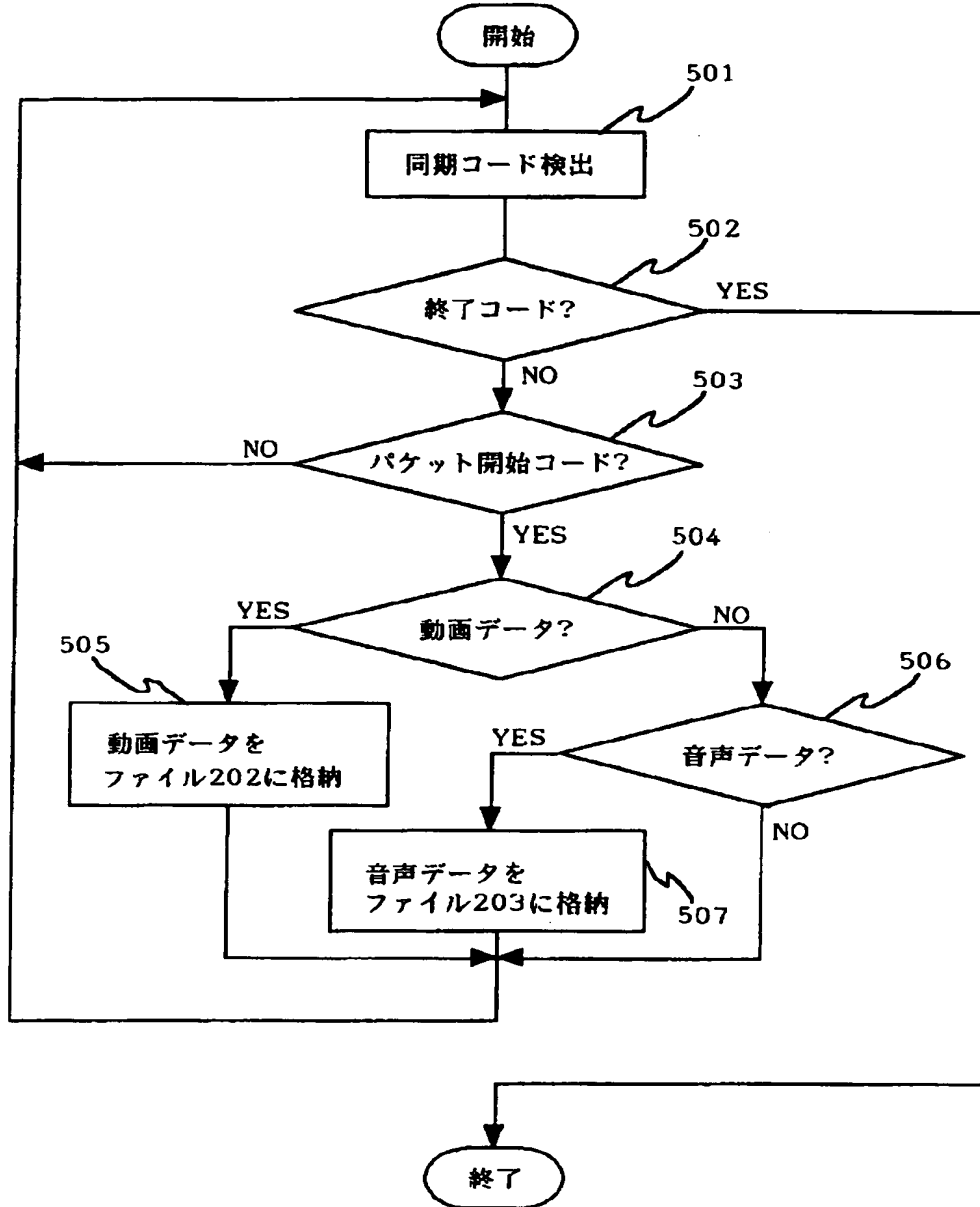 開始
501
同期コード検出
502
終了コード?
YES
NO
503
パケット開始コード?
NO
YES
504
動画データ?
YES
NO
505
動画データを
ファイル202に格納
506
音声データ?
YES
NO
音声データを
ファイル203に格納
507
終了